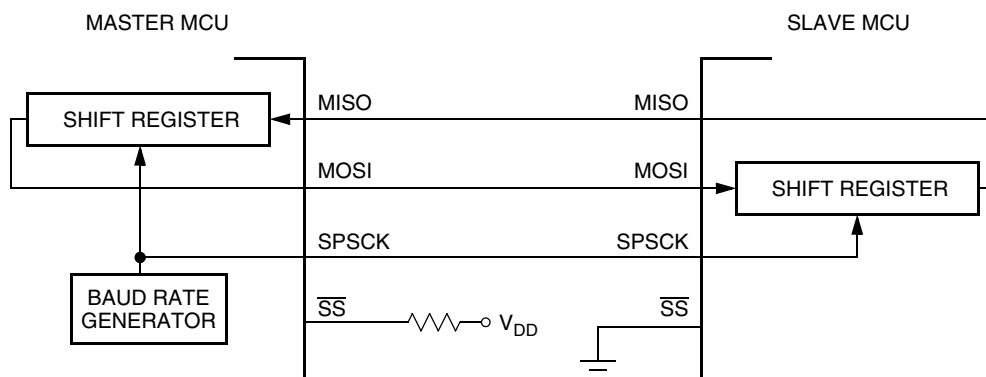 MASTER MCU
SLAVE MCU
SHIFT REGISTER
MISO
MISO
MOSI
MOSI
SHIFT REGISTER
SPSCK
SPSCK
BAUD RATE
GENERATOR
SS
VDD
SS